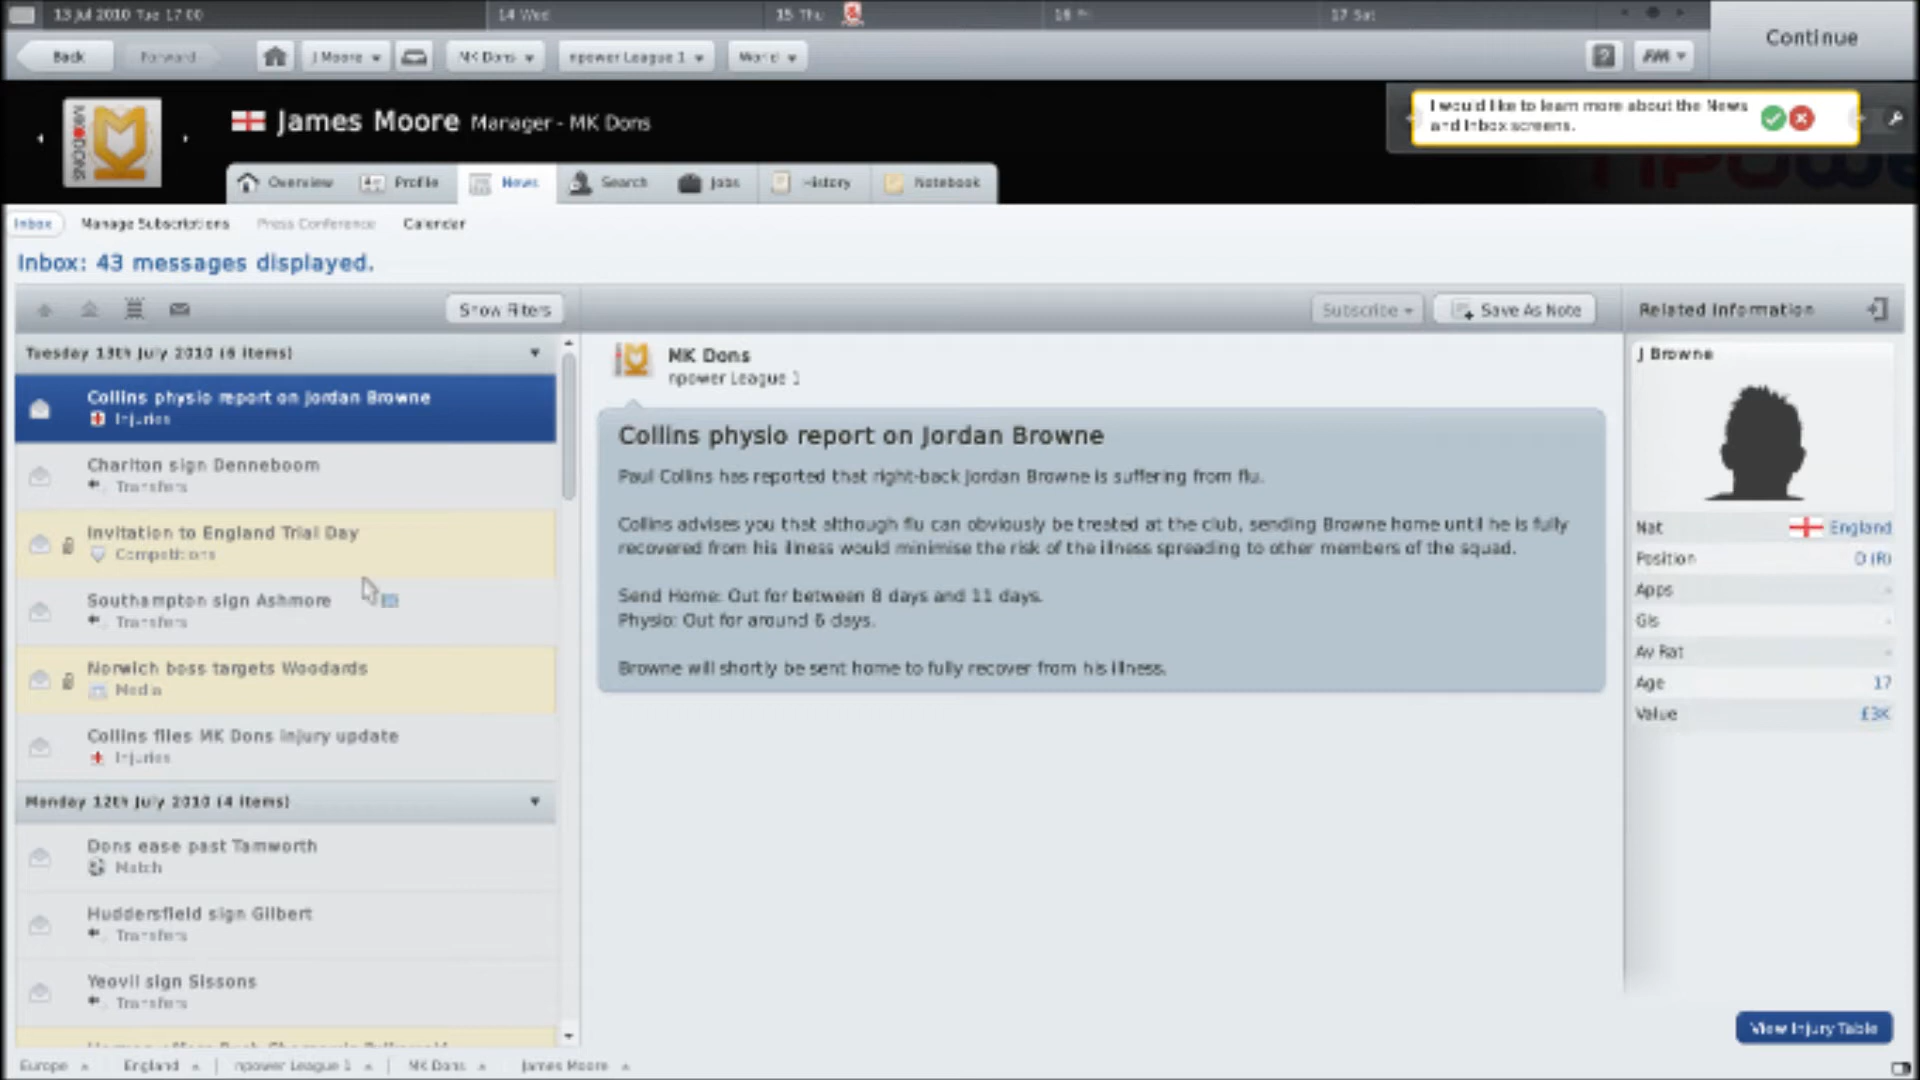 13 Jul 2010 Tue 17:00
14 Wed
15 Thu
16 Fri
17 Sat
Continue
Back
Forward
J Moore
MK Dons
npower League 1
World
FM
James Moore Manager - MK Dons
I would like to learn more about the News
and Inbox screens.
Overview
Profile
News
Search
Jobs
History
Notebook
Inbox
Manage Subscriptions
Press Conference
Calendar
Inbox: 43 messages displayed.
Show Filters
Subscribe
Save As Note
Related Information
Tuesday 13th July 2010 (6 items)
Collins physio report on Jordan Browne
Injuries
Charlton sign Denneboom
Transfers
Invitation to England Trial Day
Competitions
Southampton sign Ashmore
Transfers
Norwich boss targets Woodards
Media
Collins files MK Dons injury update
Injuries
Monday 12th July 2010 (4 items)
Dons ease past Tamworth
Match
Huddersfield sign Gilbert
Transfers
Yeovil sign Sissons
Transfers
MK Dons
npower League 1
Collins physio report on Jordan Browne
Paul Collins has reported that right-back Jordan Browne is suffering from flu.
Collins advises you that although flu can obviously be treated at the club, sending Browne home until he is fully
recovered from his illness would minimise the risk of the illness spreading to other members of the squad.
Send Home: Out for between 8 days and 11 days.
Physio: Out for around 6 days.
Browne will shortly be sent home to fully recover from his illness.
J Browne
Nat England
Position D (R)
Apps -
Gls -
Av Rat -
Age 17
Value £3K
View Injury Table
Europe
England
npower League 1
MK Dons
James Moore